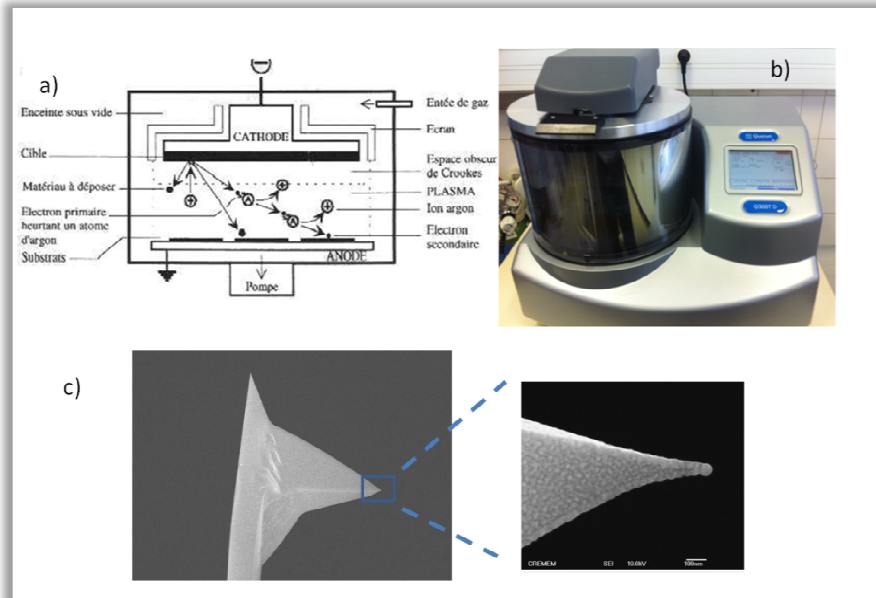 a)
Enceinte sous vide
Cible
Matériau à déposer
Electron primaire
heurtant un atome
d'argon
Substrats
CATHODE
A
A
ANODE
Pompe
Entée de gaz
Ecran
Espace obscur
de Crookes
PLASMA
Ion argon
Electron
secondaire
b)
Quorum
c)
CREMEM SEI 10.0kV 100nm